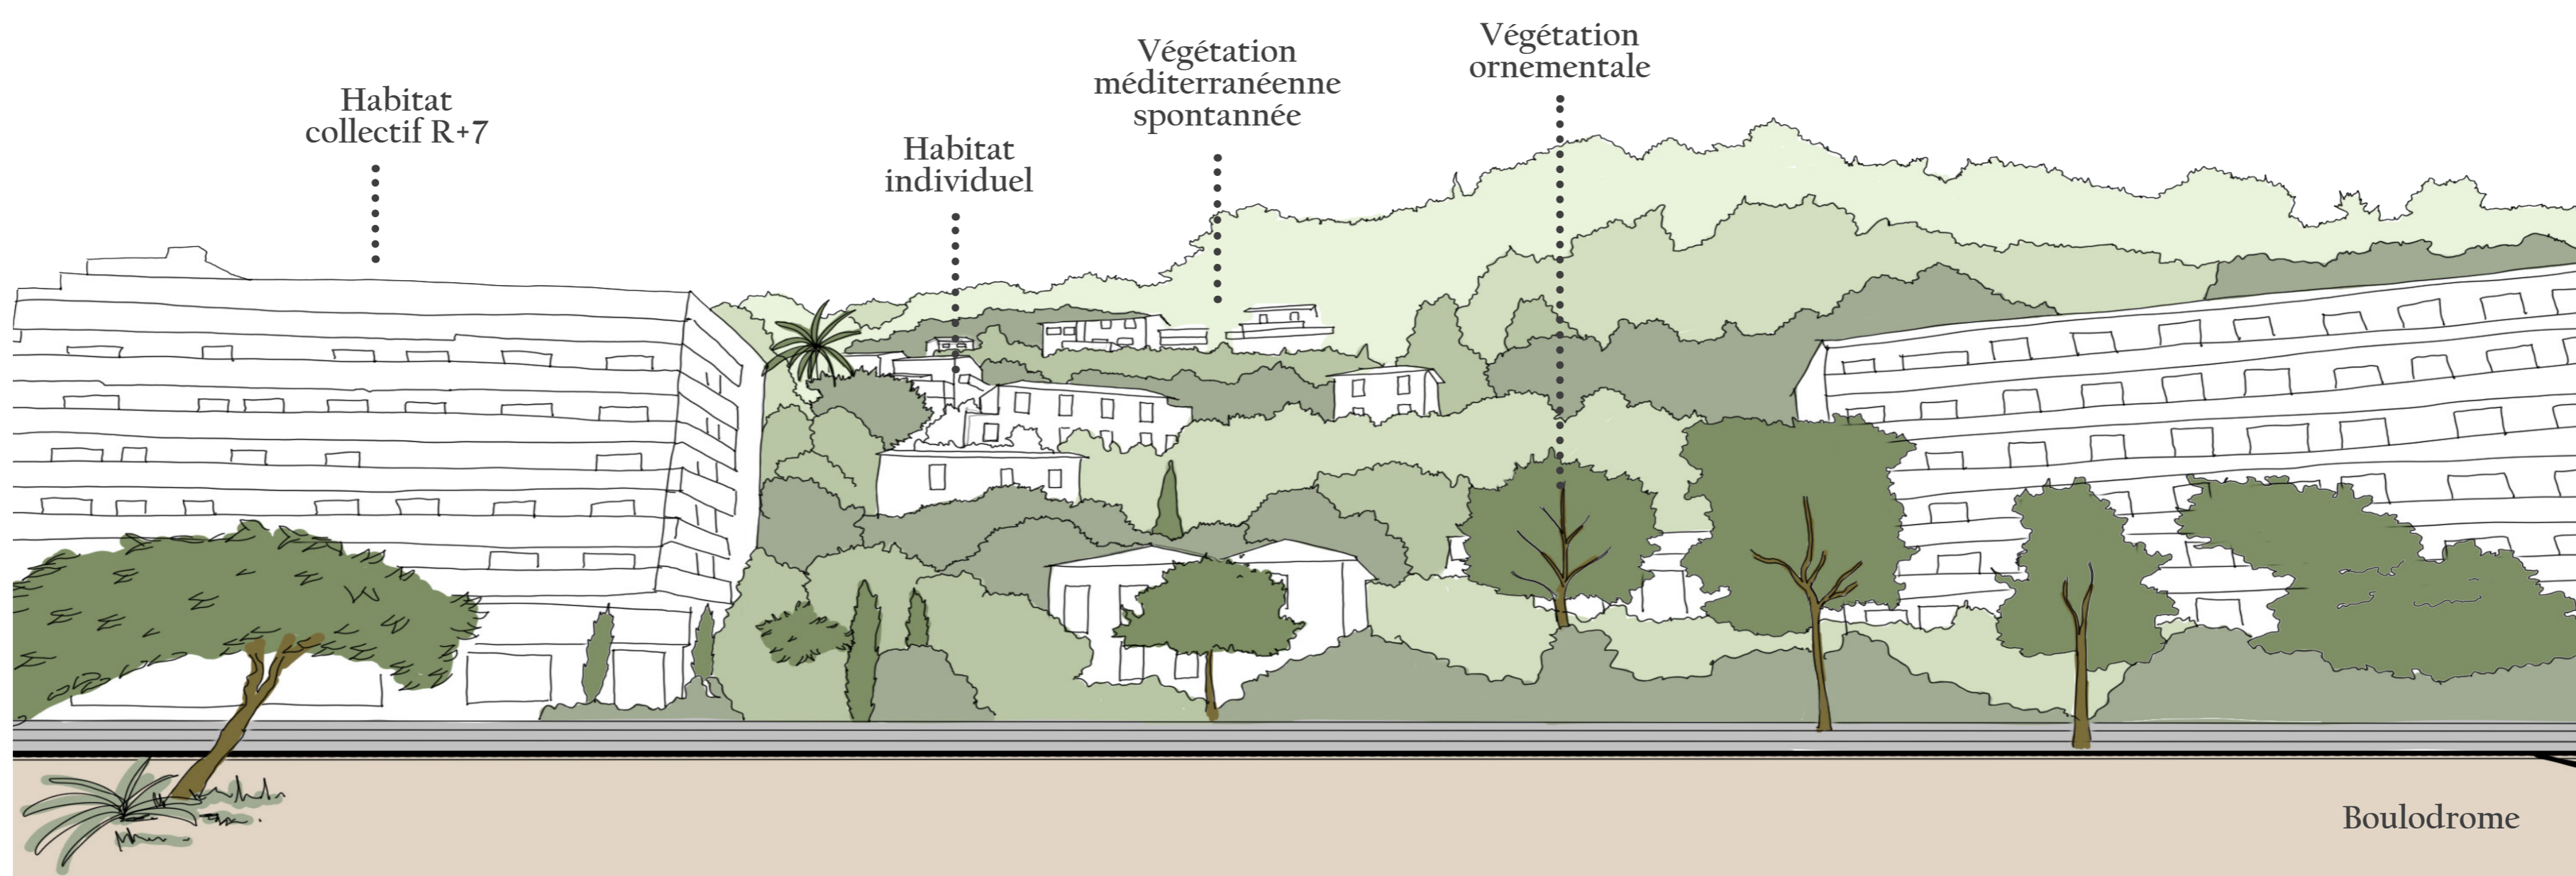 Habitat
collectif R+7
Habitat
individuel
Végétation
méditerranéenne
spontannée
Végétation
ornementale
Boulodrome